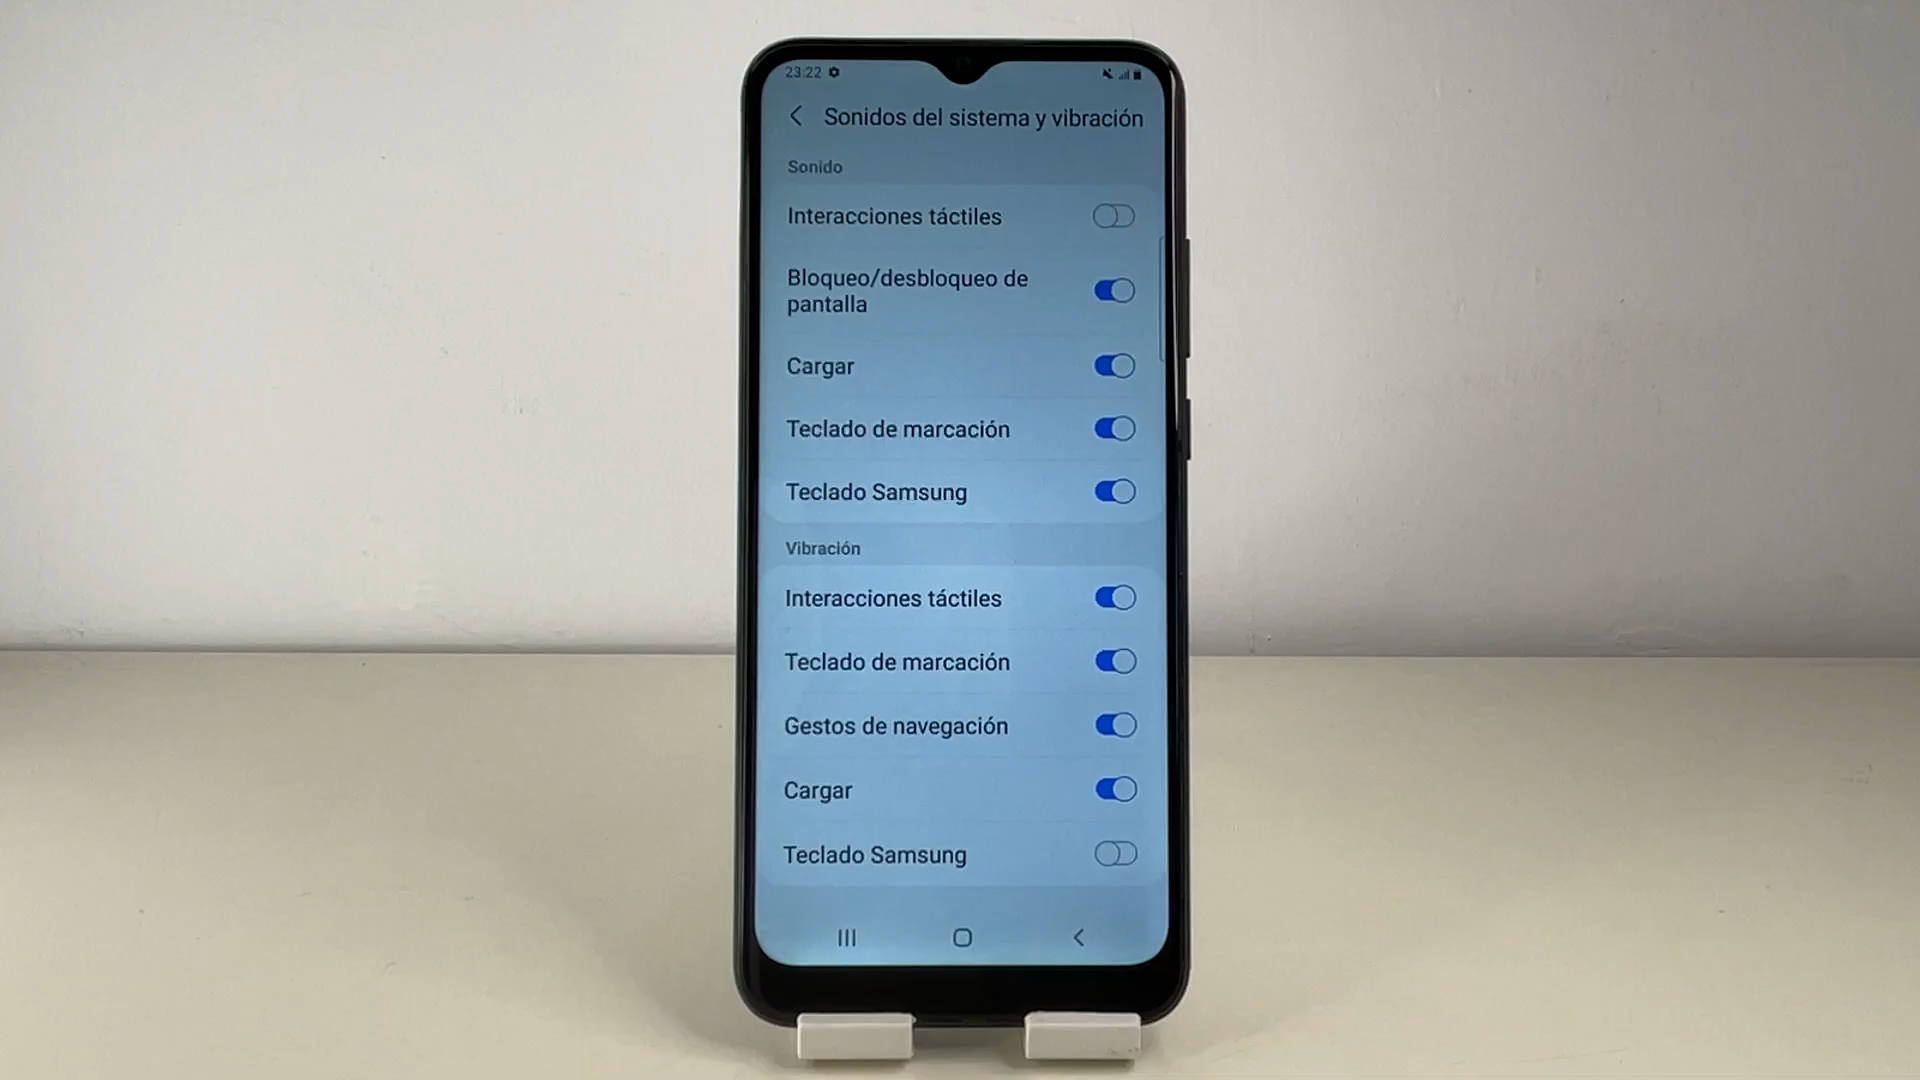 23:22
Sonidos del sistema y vibración
Sonido
Interacciones táctiles
Bloqueo/desbloqueo de
pantalla
Cargar
Teclado de marcación
Teclado Samsung
Vibración
Interacciones táctiles
Teclado de marcación
Gestos de navegación
Cargar
Teclado Samsung